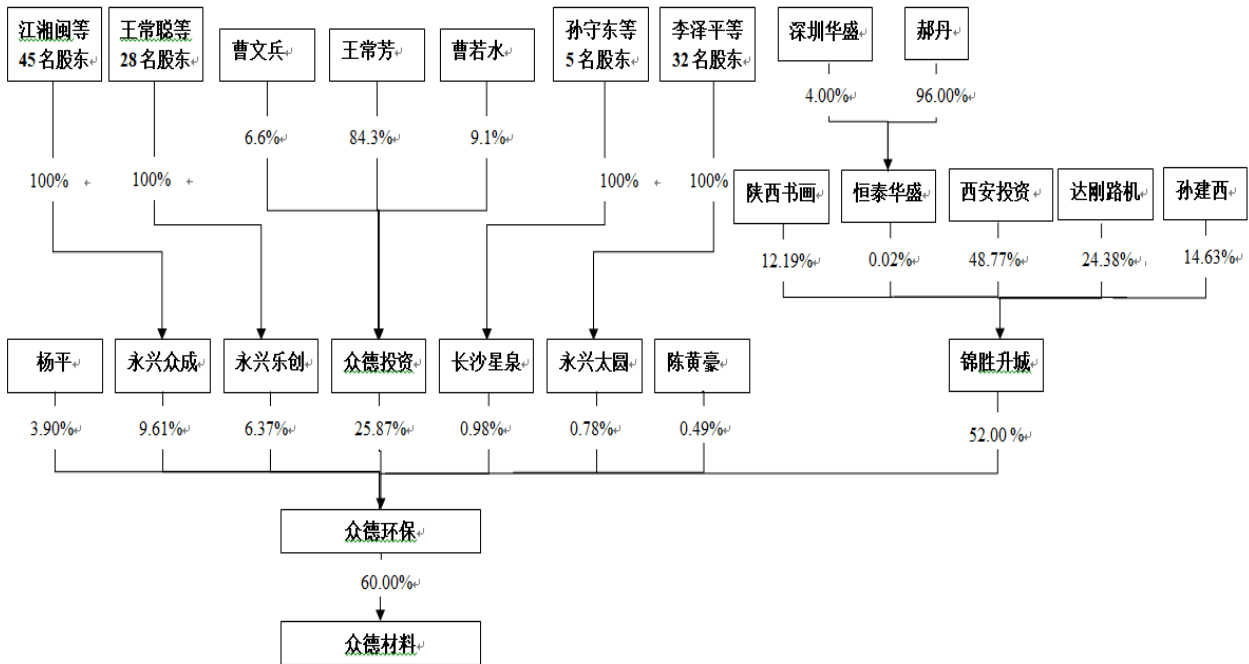 江湘闽等
45 名股东
王常聪等
28 名股东
曹文兵
王常芳
曹若水
孙守东等
5 名股东
李泽平等
32 名股东
深圳华盛
郝丹
4.00%
96.00%
6.6%
84.3%
9.1%
100%
100%
100%
100%
陕西书画
恒泰华盛
西安投资
达刚路机
孙建西
12.19%
0.02%
48.77%
24.38%
14.63%
杨平
永兴众成
永兴乐创
众德投资
长沙星泉
永兴太圆
陈黄豪
锦胜升城
3.90%
9.61%
6.37%
25.87%
0.98%
0.78%
0.49%
52.00 %
众德环保
60.00%
众德材料